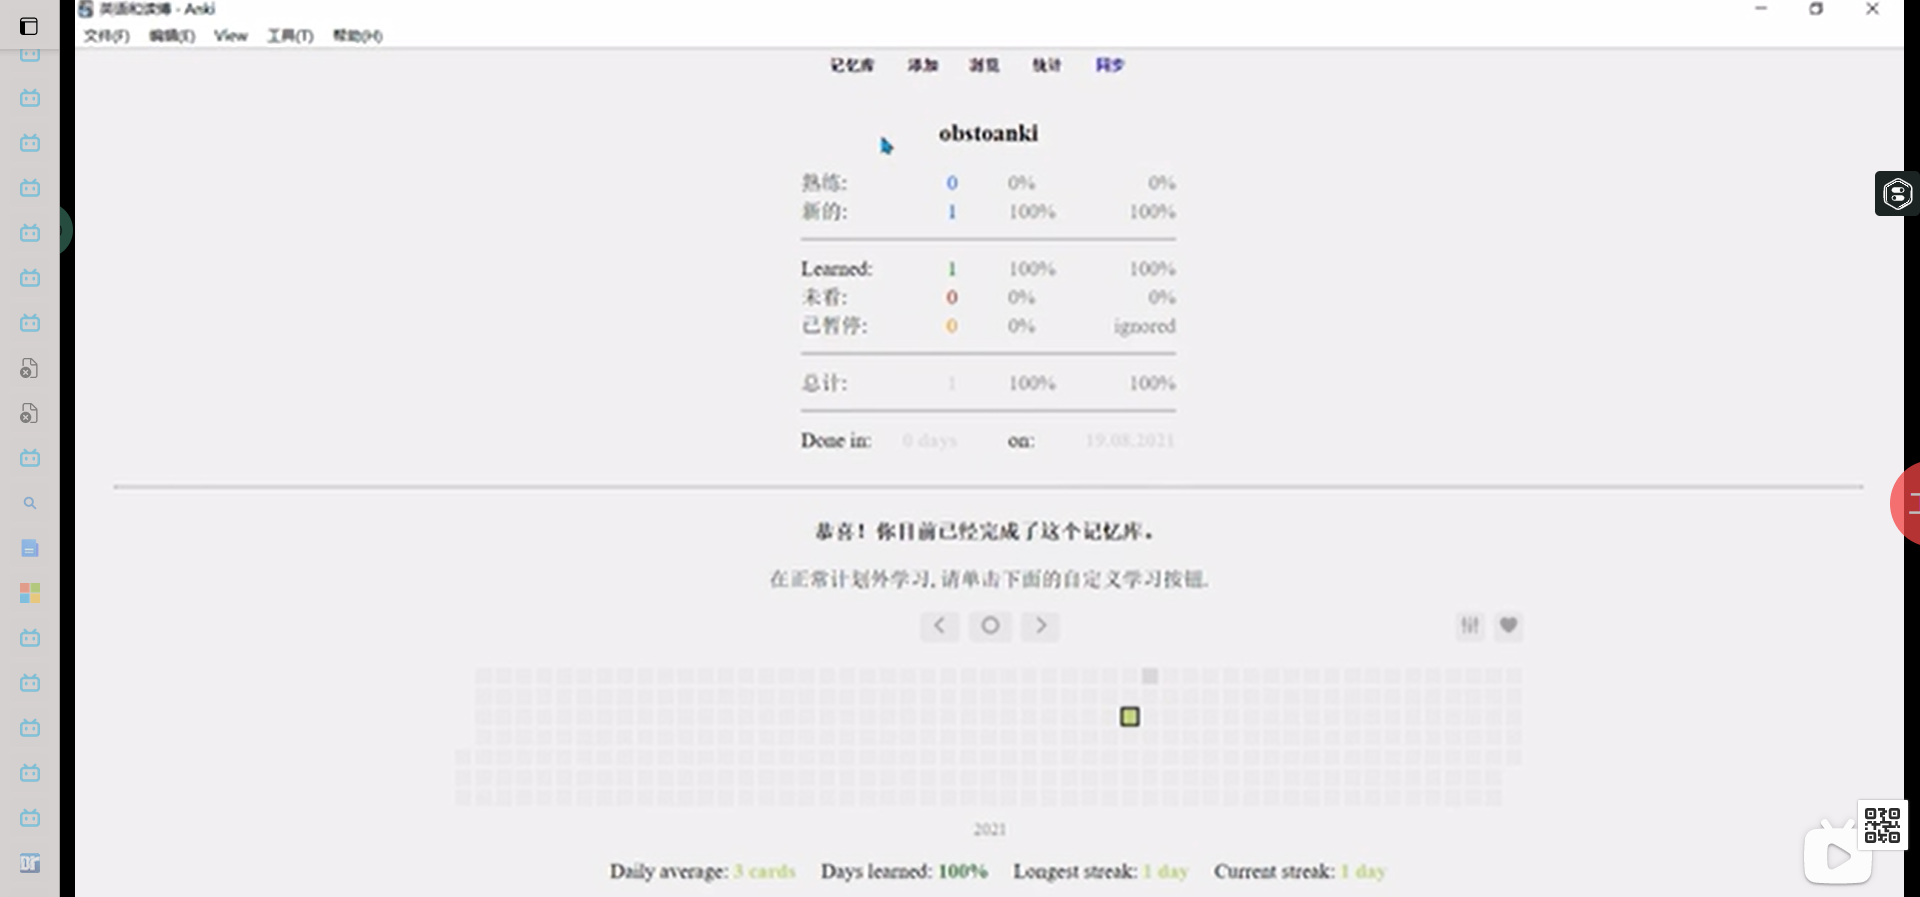 英语和读博 - Anki
文件(F) 编辑(E) View 工具(T) 帮助(H)
记忆库 添加 浏览 统计 同步
obstoanki
熟练: 0 0% 0%
新的: 1 100% 100%
Learned: 1 100% 100%
未看: 0 0% 0%
已暂停: 0 0% ignored
总计: 1 100% 100%
Done in: 0 days on: 19.08.2021
恭喜！你目前已经完成了这个记忆库。
在正常计划外学习, 请单击下面的自定义学习按钮.
2021
Daily average: 3 cards Days learned: 100% Longest streak: 1 day Current streak: 1 day